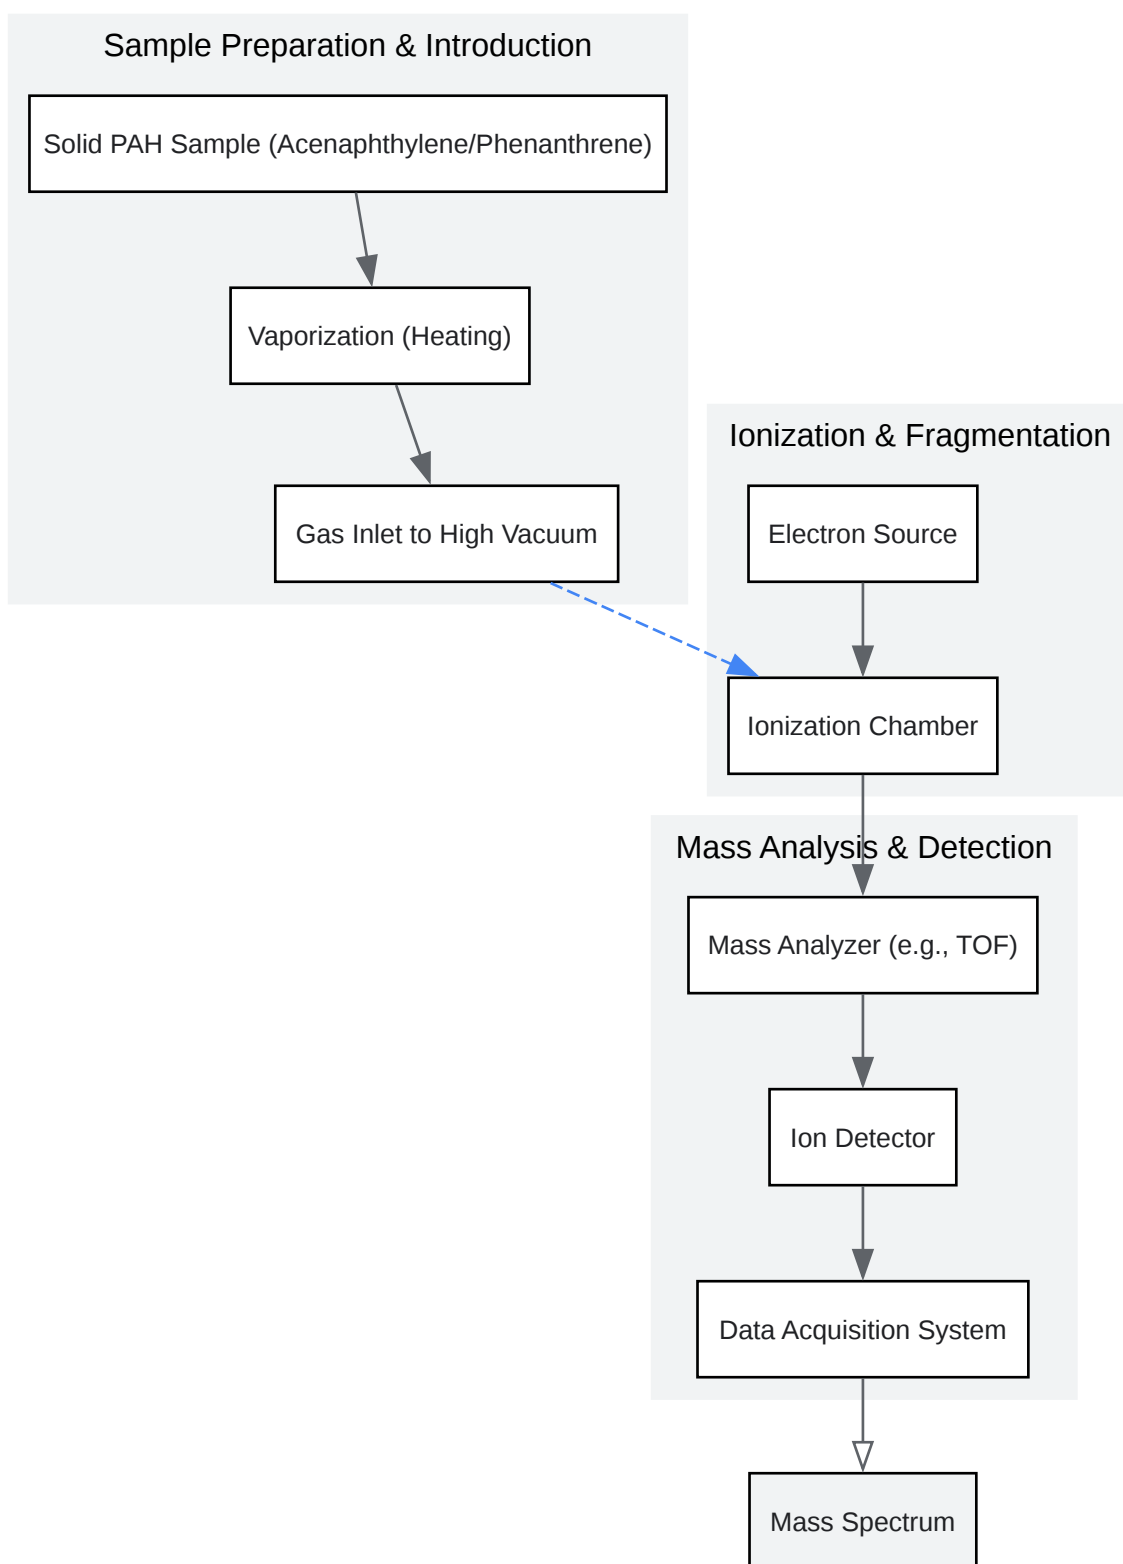 Sample Preparation & Introduction
Solid PAH Sample (Acenaphthylene/Phenanthrene)
Vaporization (Heating)
Gas Inlet to High Vacuum
Ionization & Fragmentation
Electron Source
Ionization Chamber
Mass Analysis & Detection
Mass Analyzer (e.g., TOF)
Ion Detector
Data Acquisition System
Mass Spectrum